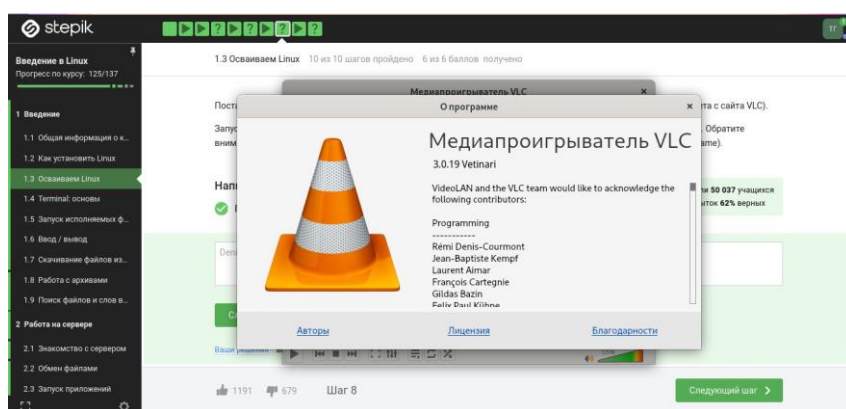 stepik
ТГ
Введение в Linux
Прогресс по курсу: 125/137
1 Введение
1.1 Общая информация о к...
1.2 Как установить Linux
1.3 Осваиваем Linux
1.4 Terminal: основы
1.5 Запуск исполняемых ф...
1.6 Ввод / вывод
1.7 Скачивание файлов из...
1.8 Работа с архивами
1.9 Поиск файлов и слов в...
2 Работа на сервере
2.1 Знакомство с сервером
2.2 Обмен файлами
2.3 Запуск приложений
1.3 Осваиваем Linux 10 из 10 шагов пройдено 6 из 6 баллов получено
Медиапроигрыватель VLC
О программе
Медиапроигрыватель VLC
3.0.19 Vetinari
VideoLAN and the VLC team would like to acknowledge the
following contributors:
Programming
-----------
Rémi Denis-Courmont
Jean-Baptiste Kempf
Laurent Aimar
François Cartegnie
Gildas Bazin
Felix Paul Kühne
Авторы Лицензия Благодарности
с сайта VLC).
Обратите
50 037 учащихся
62% верных
1191 679 Шаг 8
Следующий шаг